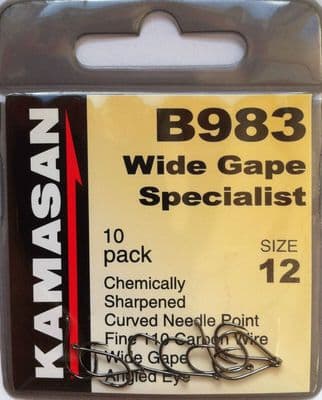 KAMASAN
B983
Wide Gape
Specialist
10
pack
SIZE
12
Chemically
Sharpened
Curved Needle Point
Fine i10 Carbon Wire
Wide Gape
Angled Eye